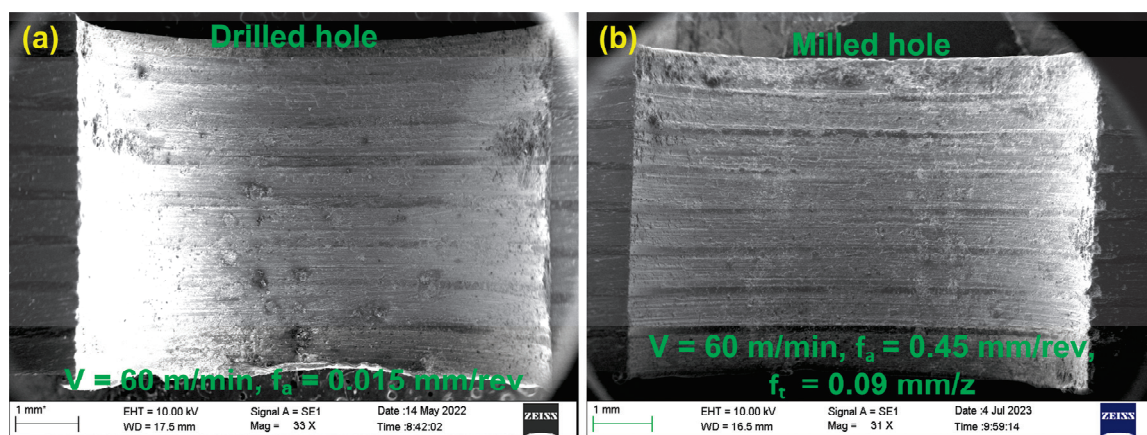 (a)
Drilled hole
V = 60 m/min, fₐ = 0.015 mm/rev
1 mm*
EHT = 10.00 kV
Signal A = SE1
Date :14 May 2022
ZEISS
WD = 17.5 mm
Mag = 33 X
Time :8:42:02
(b)
Milled hole
V = 60 m/min, fₐ = 0.45 mm/rev,
fₜ = 0.09 mm/z
1 mm
EHT = 10.00 kV
Signal A = SE1
Date :4 Jul 2023
ZEISS
WD = 16.5 mm
Mag = 31 X
Time :9:59:14